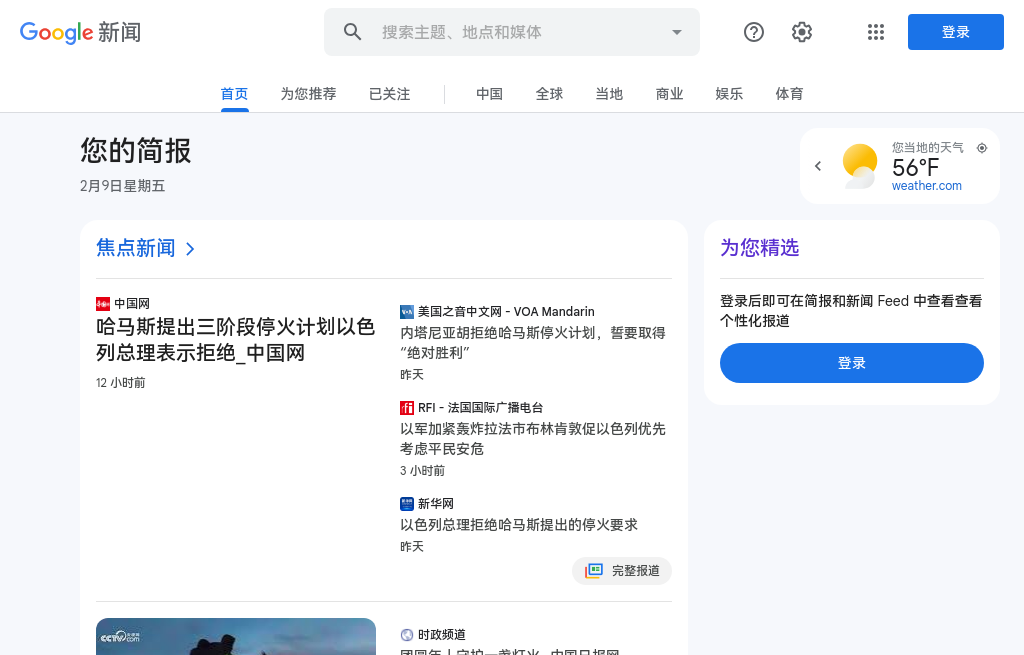 Google 新闻
搜索主题、地点和媒体
登录
首页
为您推荐
已关注
中国
全球
当地
商业
娱乐
体育
您的简报
2月9日星期五
您当地的天气
56°F
weather.com
焦点新闻
中国网
哈马斯提出三阶段停火计划以色
列总理表示拒绝_中国网
12 小时前
美国之音中文网 - VOA Mandarin
内塔尼亚胡拒绝哈马斯停火计划，誓要取得
“绝对胜利”
昨天
RFI - 法国国际广播电台
以军加紧轰炸拉法市布林肯敦促以色列优先
考虑平民安危
3 小时前
新华网
以色列总理拒绝哈马斯提出的停火要求
昨天
完整报道
为您精选
登录后即可在简报和新闻 Feed 中查看查看
个性化报道
登录
CCTV.com
时政频道